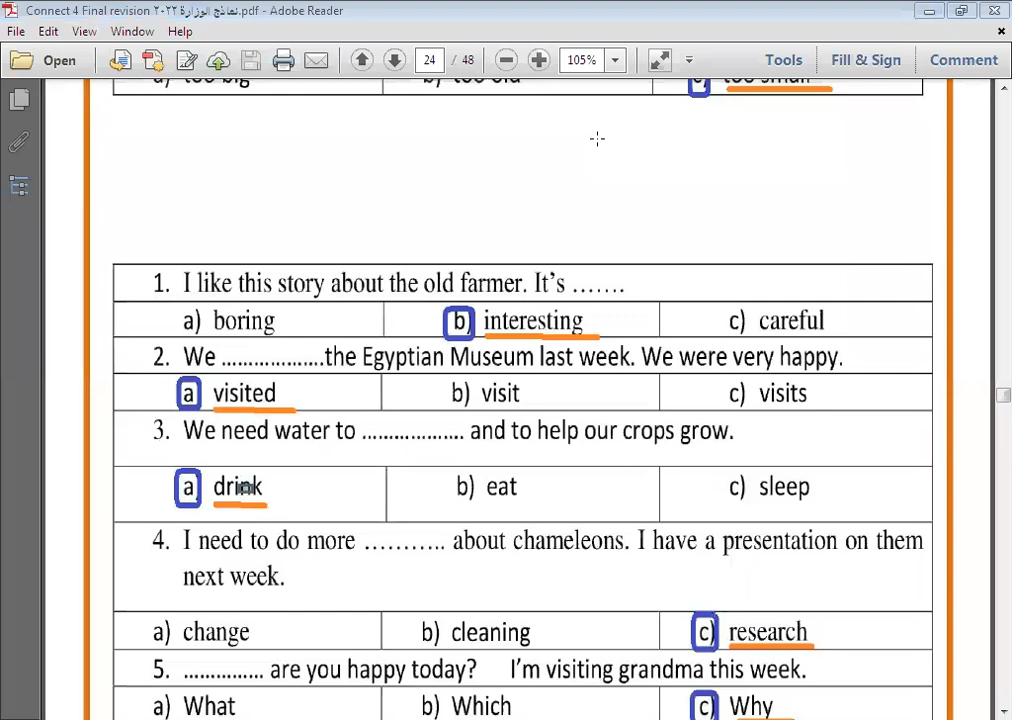 Connect 4 Final revision نماذج الوزارة ٢٠٢٢.pdf - Adobe Reader
File Edit View Window Help
Open 24 / 48 105% Tools Fill & Sign Comment
a) too big b) too old c) too small
1. I like this story about the old farmer. It’s …….
a) boring b) interesting c) careful
2. We ………………..the Egyptian Museum last week. We were very happy.
a visited b) visit c) visits
3. We need water to ………………. and to help our crops grow.
a) drink b) eat c) sleep
4. I need to do more ……….. about chameleons. I have a presentation on them
next week.
a) change b) cleaning c) research
5. …………… are you happy today? I’m visiting grandma this week.
a) What b) Which c) Why